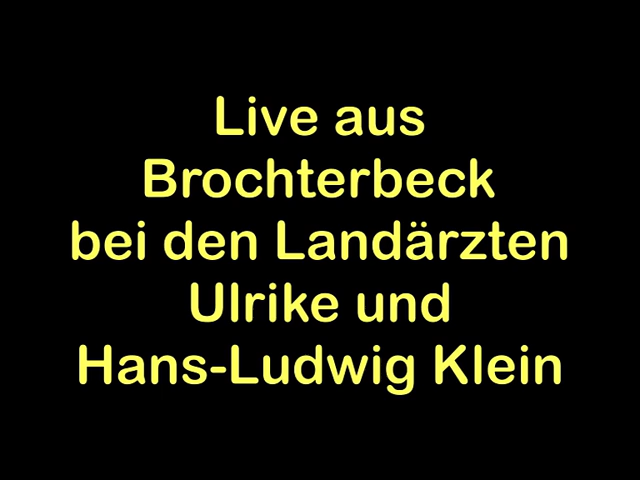 Live aus
Brochterbeck
bei den Landärzten
Ulrike und
Hans-Ludwig Klein